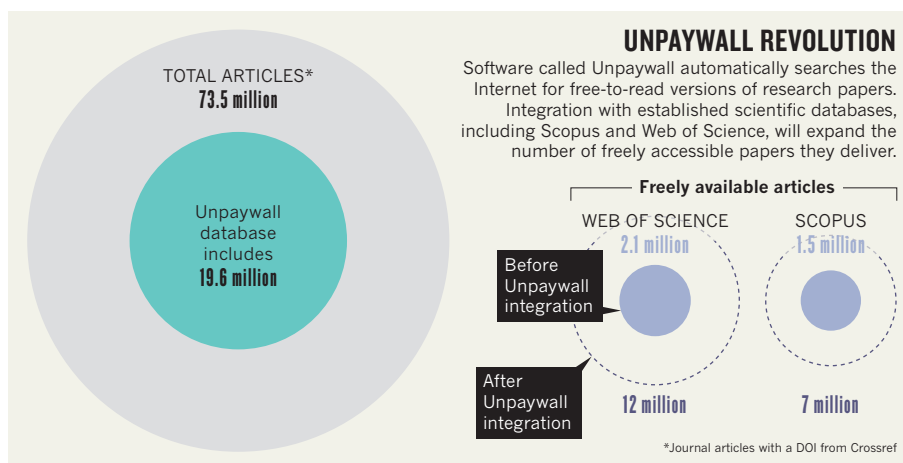 TOTAL ARTICLES*
73.5 million
Unpaywall
database
includes
19.6 million
UNPAYWALL REVOLUTION
Software called Unpaywall automatically searches the
Internet for free-to-read versions of research papers.
Integration with established scientific databases,
including Scopus and Web of Science, will expand the
number of freely accessible papers they deliver.
Freely available articles
WEB OF SCIENCE
2.1 million
SCOPUS
1.5 million
Before
Unpaywall
integration
After
Unpaywall
integration
12 million
7 million
*Journal articles with a DOI from Crossref